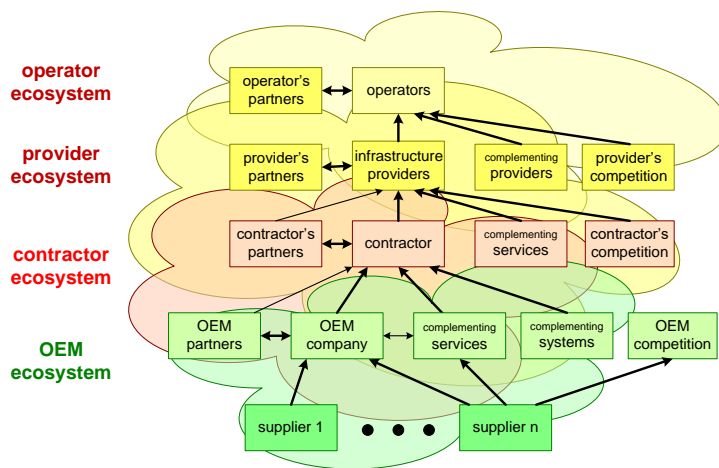 operator
ecosystem
operator's
partners
operators
provider
ecosystem
provider's
partners
infrastructure
providers
complementing
providers
provider's
competition
contractor
ecosystem
contractor's
partners
contractor
complementing
services
contractor's
competition
OEM
ecosystem
OEM
partners
OEM
company
complementing
services
complementing
systems
OEM
competition
supplier 1
supplier n